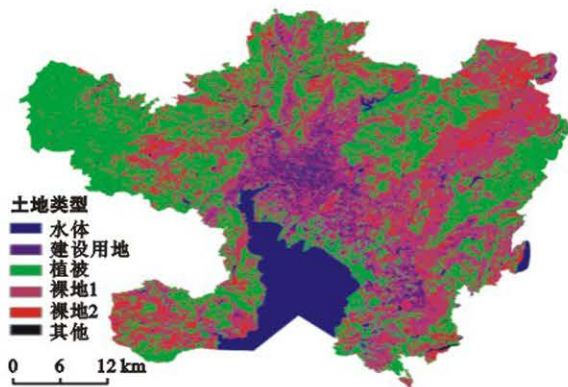 土地类型
水体
建设用地
植被
裸地1
裸地2
其他
0 6 12 km